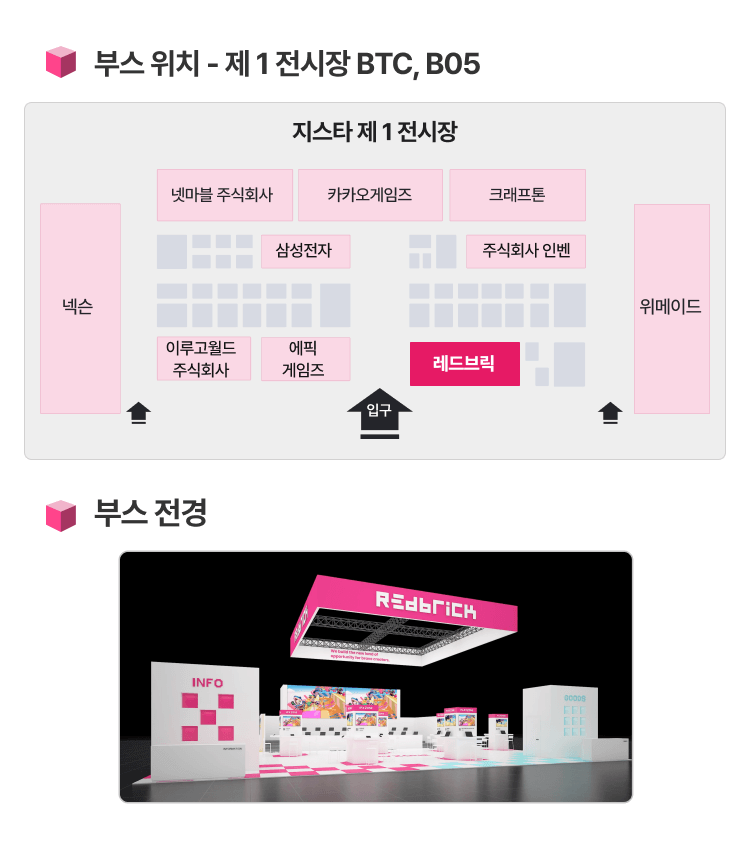 부스 위치 - 제 1 전시장 BTC, B05
지스타 제 1 전시장
넷마블 주식회사
카카오게임즈
크래프톤
넥슨
삼성전자
주식회사 인벤
위메이드
이루고월드
주식회사
에픽
게임즈
레드브릭
입구
부스 전경
REdbrick
We build the new land of
opportunity for brave creators.
INFO
GOODS